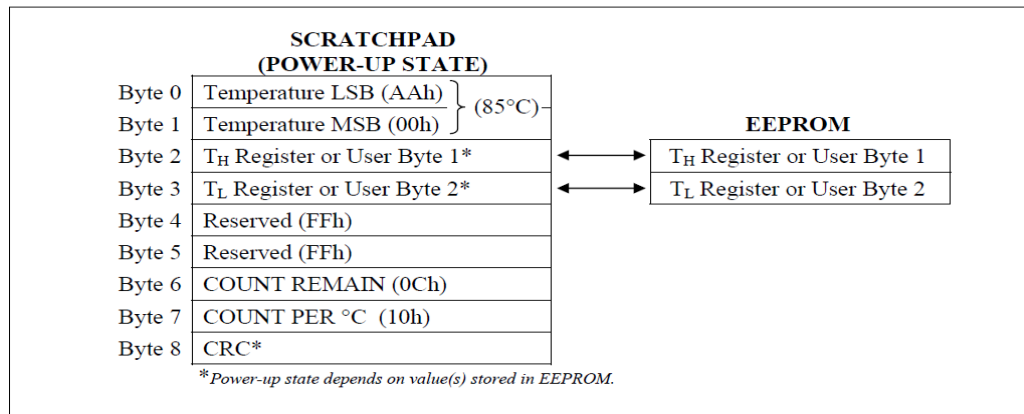 SCRATCHPAD
(POWER-UP STATE)
Byte 0 Temperature LSB (AAh) (85°C)
Byte 1 Temperature MSB (00h) EEPROM
Byte 2 TH Register or User Byte 1* TH Register or User Byte 1
Byte 3 TL Register or User Byte 2* TL Register or User Byte 2
Byte 4 Reserved (FFh)
Byte 5 Reserved (FFh)
Byte 6 COUNT REMAIN (0Ch)
Byte 7 COUNT PER °C (10h)
Byte 8 CRC*
*Power-up state depends on value(s) stored in EEPROM.